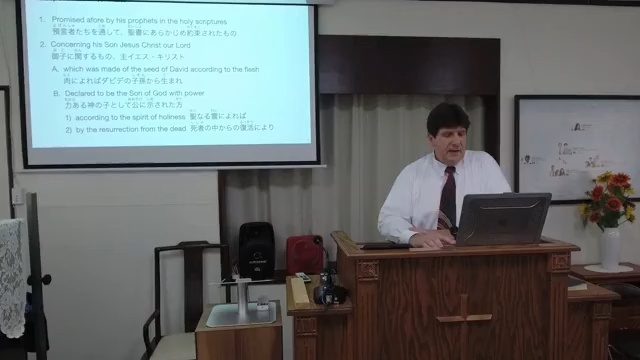 1. Promised afore by his prophets in the holy scriptures
預言者たちを通して、聖書にあらかじめ約束されたもの
2. Concerning his Son Jesus Christ our Lord
御子に関するもの、主イエス・キリスト
A. which was made of the seed of David according to the flesh
肉によればダビデの子孫から生まれ
B. Declared to be the Son of God with power
力ある神の子として公に示された方
1) according to the spirit of holiness 聖なる霊によれば
2) by the resurrection from the dead 死者の中からの復活により